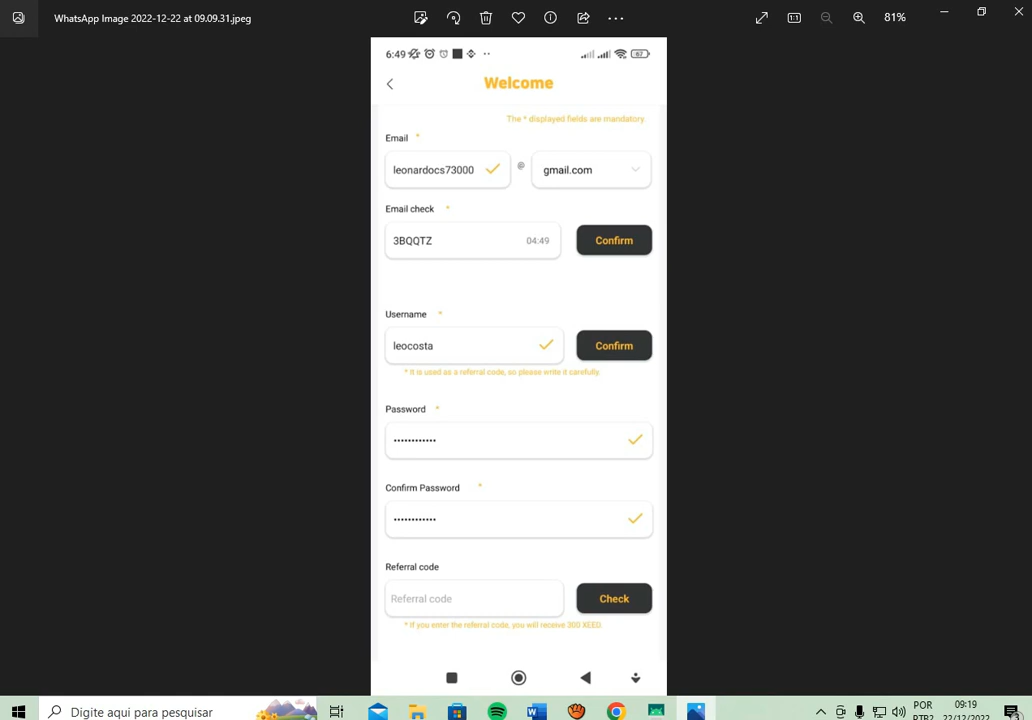 WhatsApp Image 2022-12-22 at 09.09.31.jpeg
81%
6:49
67
Welcome
The * displayed fields are mandatory.
Email *
leonardocs73000 @ gmail.com
Email check *
3BQQTZ 04:49 Confirm
Username *
leocosta Confirm
* It is used as a referral code, so please write it carefully.
Password *
••••••••••••
Confirm Password *
••••••••••••
Referral code
Referral code Check
* If you enter the referral code, you will receive 300 XEED.
Digite aqui para pesquisar
POR 09:19
PTB2 22/12/2022